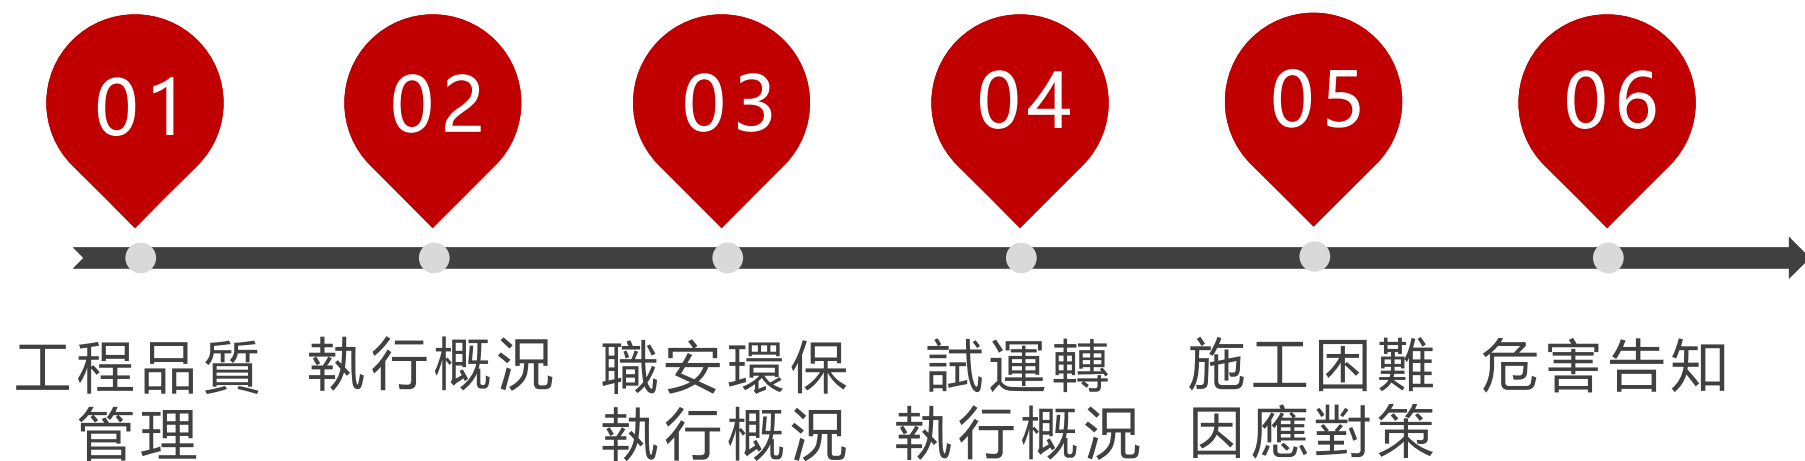 01
工程品質
管理
02
執行概況
03
職安環保
執行概況
04
試運轉
執行概況
05
施工困難
因應對策
06
危害告知